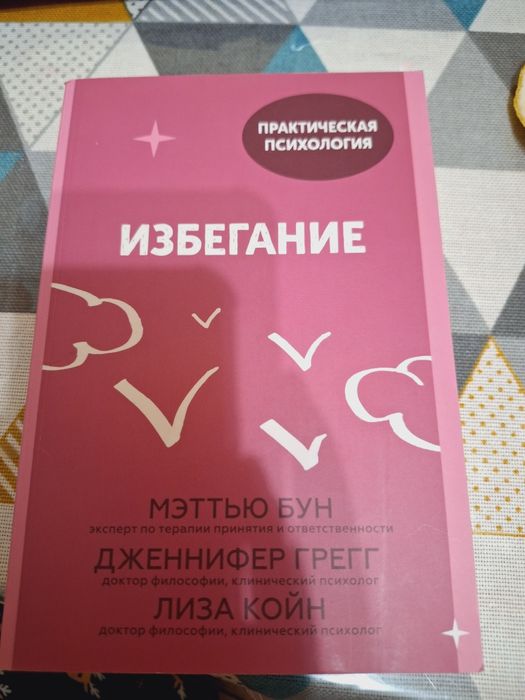 ПРАКТИЧЕСКАЯ
ПСИХОЛОГИЯ
ИЗБЕГАНИЕ
МЭТТЬЮ БУН
эксперт по терапии принятия и ответственности
ДЖЕННИФЕР ГРЕГГ
доктор философии, клинический психолог
ЛИЗА КОЙН
доктор философии, клинический психолог